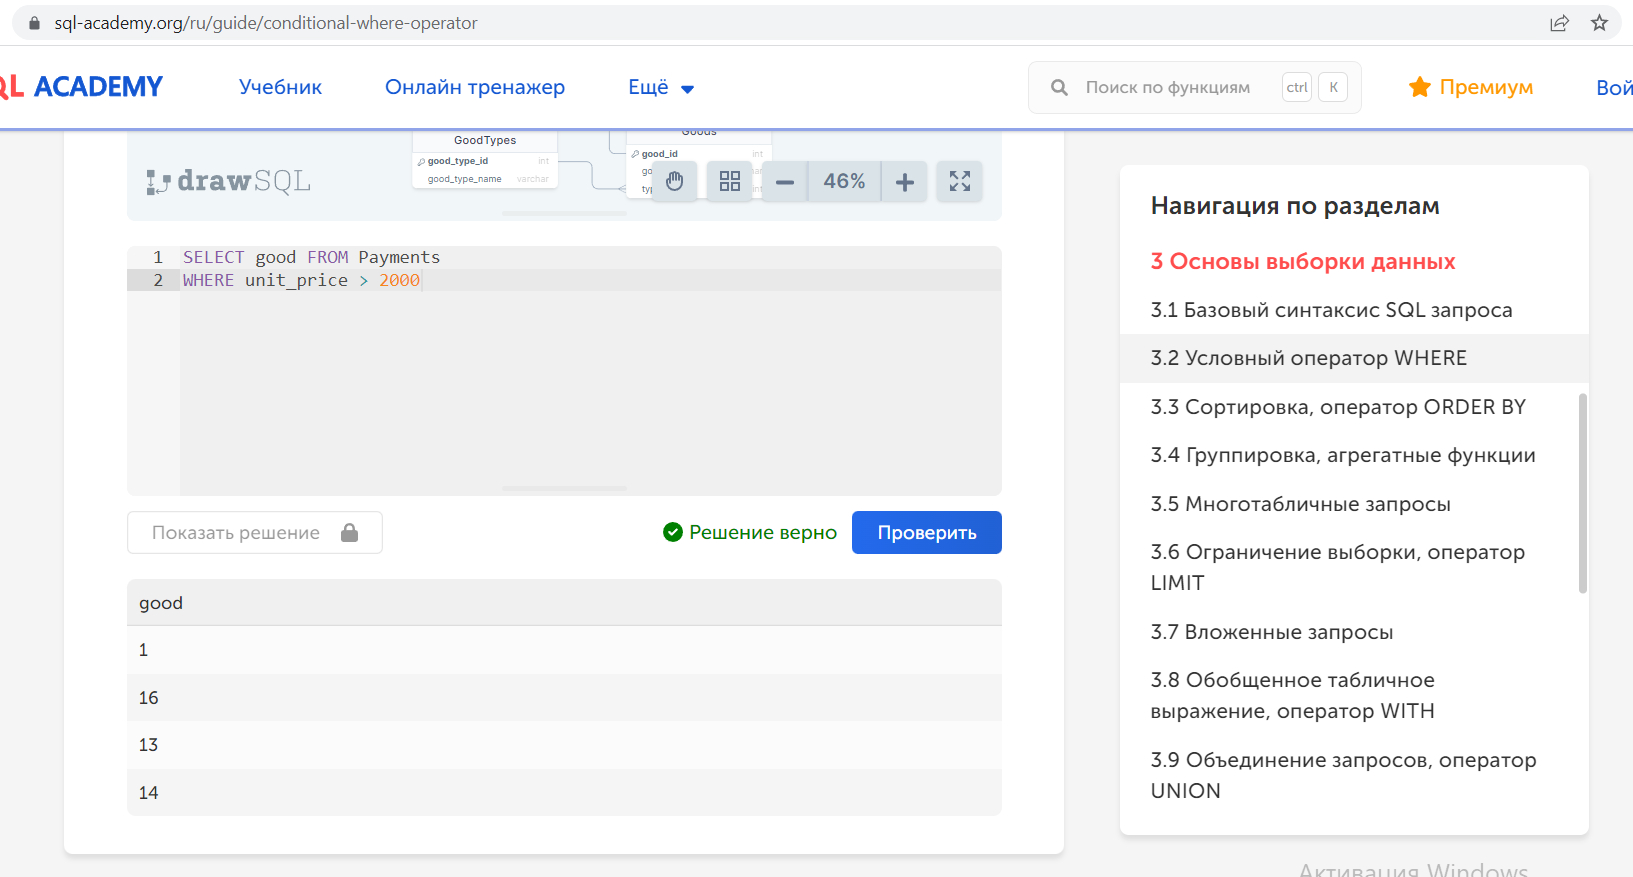 sql-academy.org/ru/guide/conditional-where-operator
QL ACADEMY
Учебник
Онлайн тренажер
Ещё
Поиск по функциям
ctrl
K
Премиум
Вой
GoodTypes
good_type_id int
good_type_name varchar
Goods
good_id int
drawSQL
46%
1 SELECT good FROM Payments
2 WHERE unit_price > 2000
Показать решение
Решение верно
Проверить
good
1
16
13
14
Навигация по разделам
3 Основы выборки данных
3.1 Базовый синтаксис SQL запроса
3.2 Условный оператор WHERE
3.3 Сортировка, оператор ORDER BY
3.4 Группировка, агрегатные функции
3.5 Многотабличные запросы
3.6 Ограничение выборки, оператор
LIMIT
3.7 Вложенные запросы
3.8 Обобщенное табличное
выражение, оператор WITH
3.9 Объединение запросов, оператор
UNION
Активация Windows